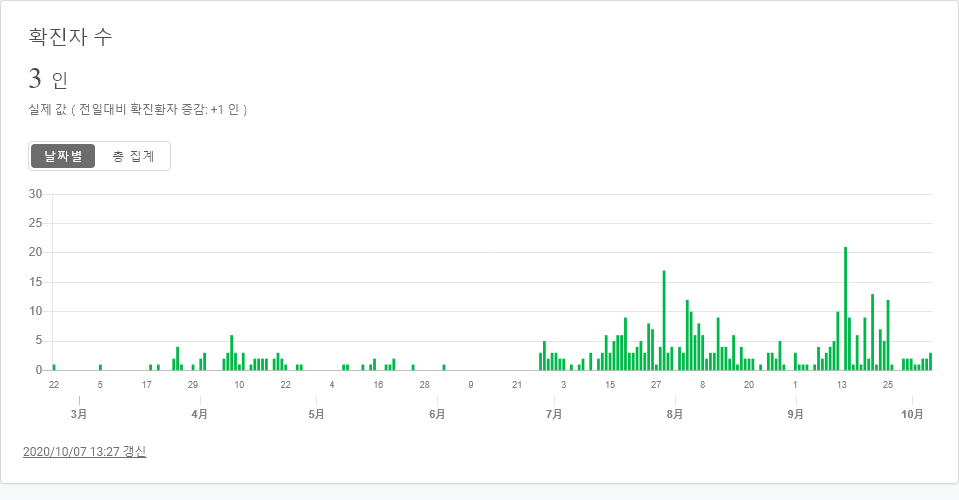 확진자 수
3 인
실제 값 ( 전일대비 확진환자 증감: +1 인 )
날짜별 총 집계
30
25
20
15
10
5
0
22 5 17 29 10 22 4 16 28 9 21 3 15 27 8 20 1 13 25
3月 4月 5月 6月 7月 8月 9月 10月
2020/10/07 13:27 갱신